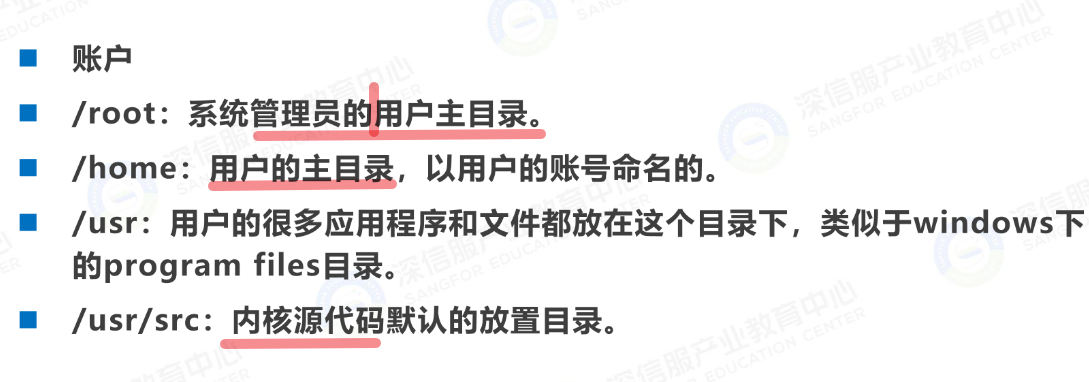 账户
/root：系统管理员的用户主目录。
/home：用户的主目录，以用户的账号命名的。
/usr：用户的很多应用程序和文件都放在这个目录下，类似于windows下
的program files目录。
/usr/src：内核源代码默认的放置目录。
深信服产业教育中心
SANGFOR EDUCATION CENTER